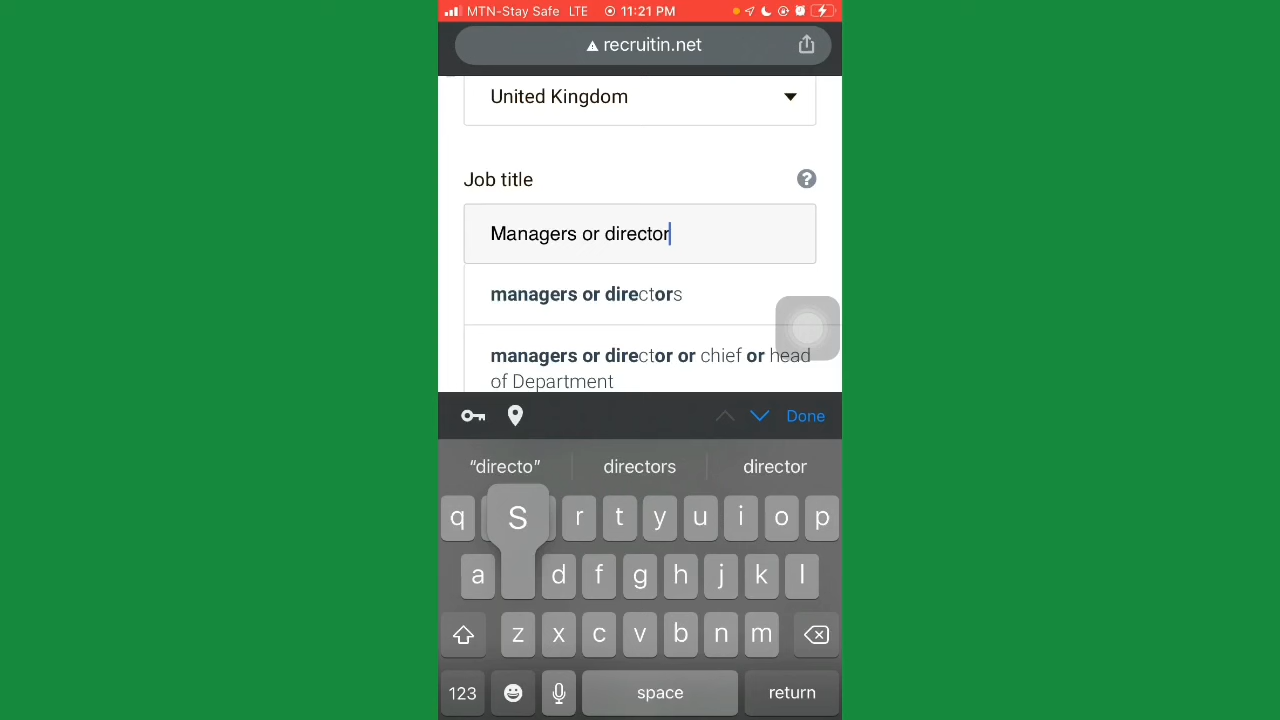 MTN-Stay Safe LTE 11:21 PM
recruitin.net
United Kingdom
Job title
?
Managers or director
managers or directors
managers or director or chief or head
of Department
Done
“directo” directors director
q S r t y u i o p
a d f g h j k l
z x c v b n m
123 space return